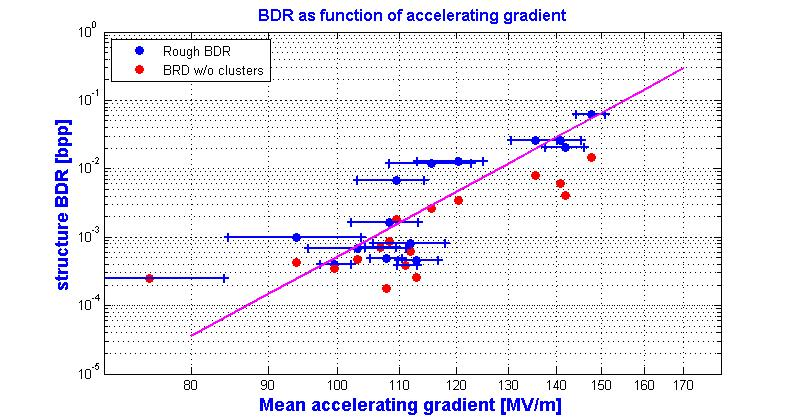 BDR as function of accelerating gradient
10^0
Rough BDR
BRD w/o clusters
10^-1
10^-2
10^-3
10^-4
10^-5
structure BDR [bpp]
80 90 100 110 120 130 140 150 160 170
Mean accelerating gradient [MV/m]